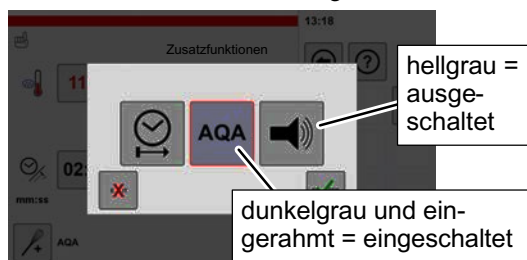 13:18
Zusatzfunktionen
11
hellgrau =
ausge-
schaltet
AQA
02:
mm:ss
dunkelgrau und ein-
gerahmt = eingeschaltet
AQA